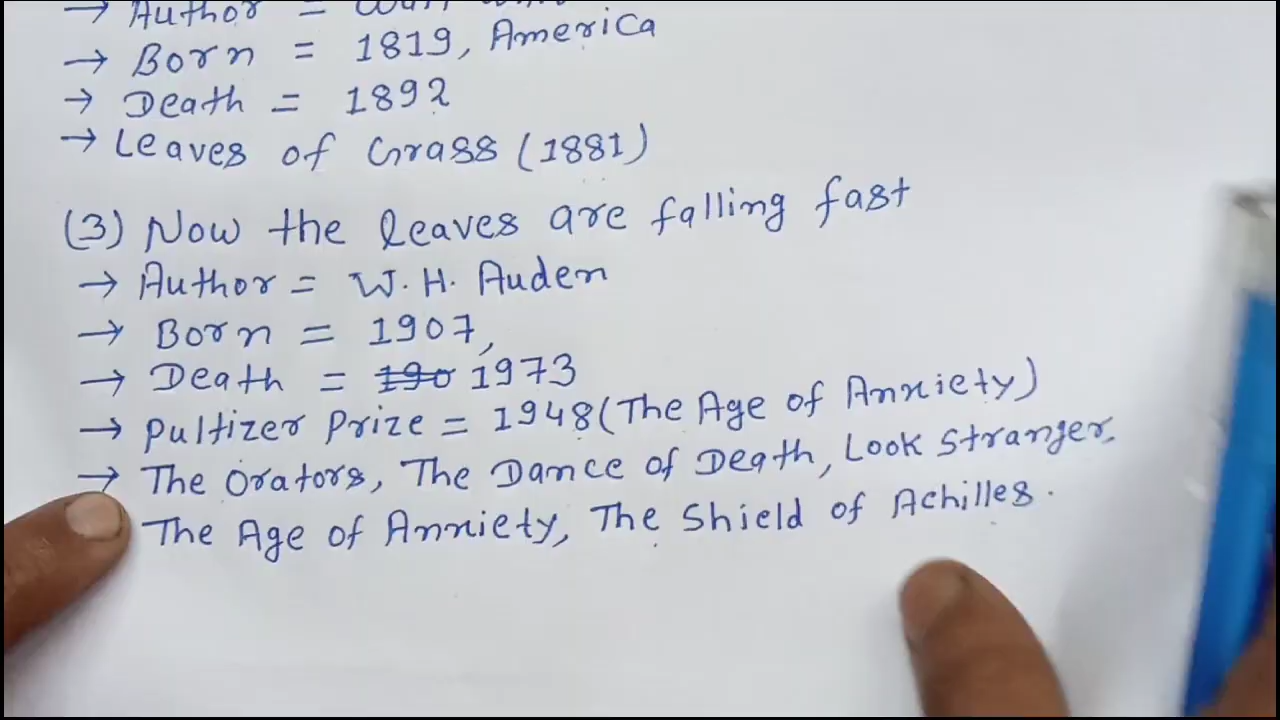 → Author =
→ Born = 1819, America
→ Death = 1892
→ Leaves of Grass (1881)
(3) Now the leaves are falling fast
→ Author = W. H. Auden
→ Born = 1907,
→ Death = 190 1973
→ Pultizer Prize = 1948 (The Age of Anxiety)
→ The Orators, The Dance of Death, Look Stranger,
The Age of Anxiety, The Shield of Achilles.